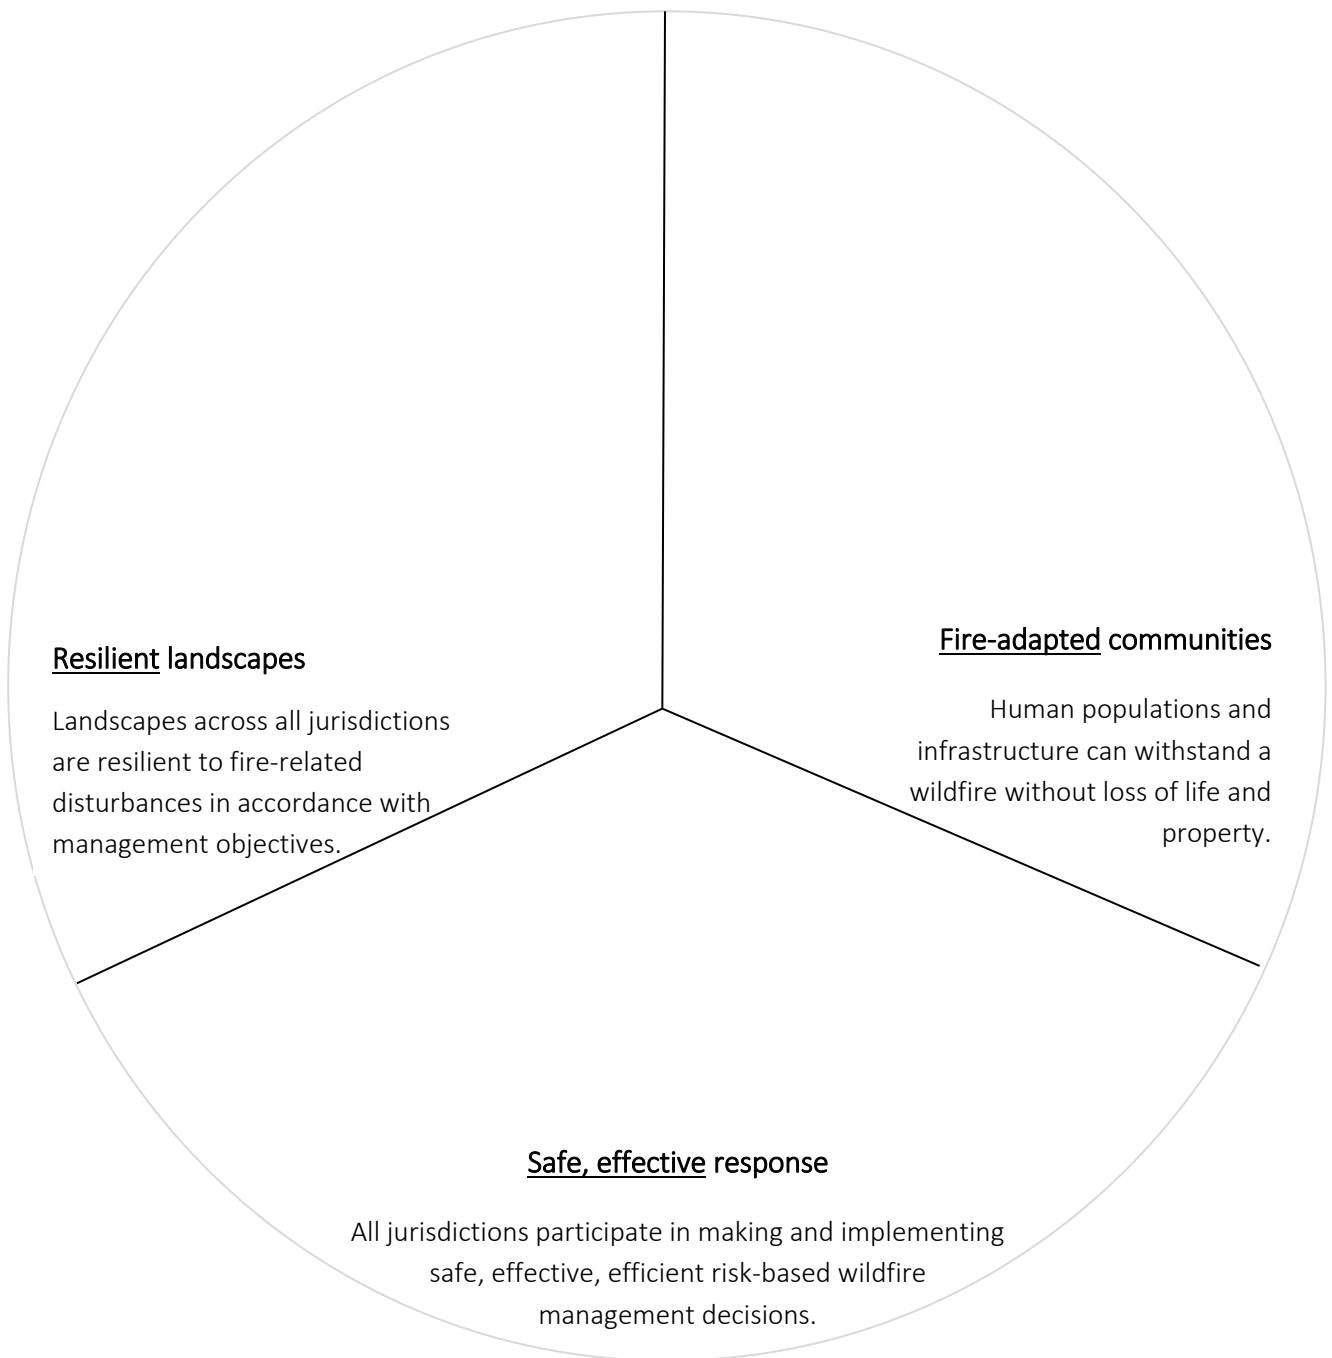 Resilient landscapes
Landscapes across all jurisdictions
are resilient to fire-related
disturbances in accordance with
management objectives.
Fire-adapted communities
Human populations and
infrastructure can withstand a
wildfire without loss of life and
property.
Safe, effective response
All jurisdictions participate in making and implementing
safe, effective, efficient risk-based wildfire
management decisions.